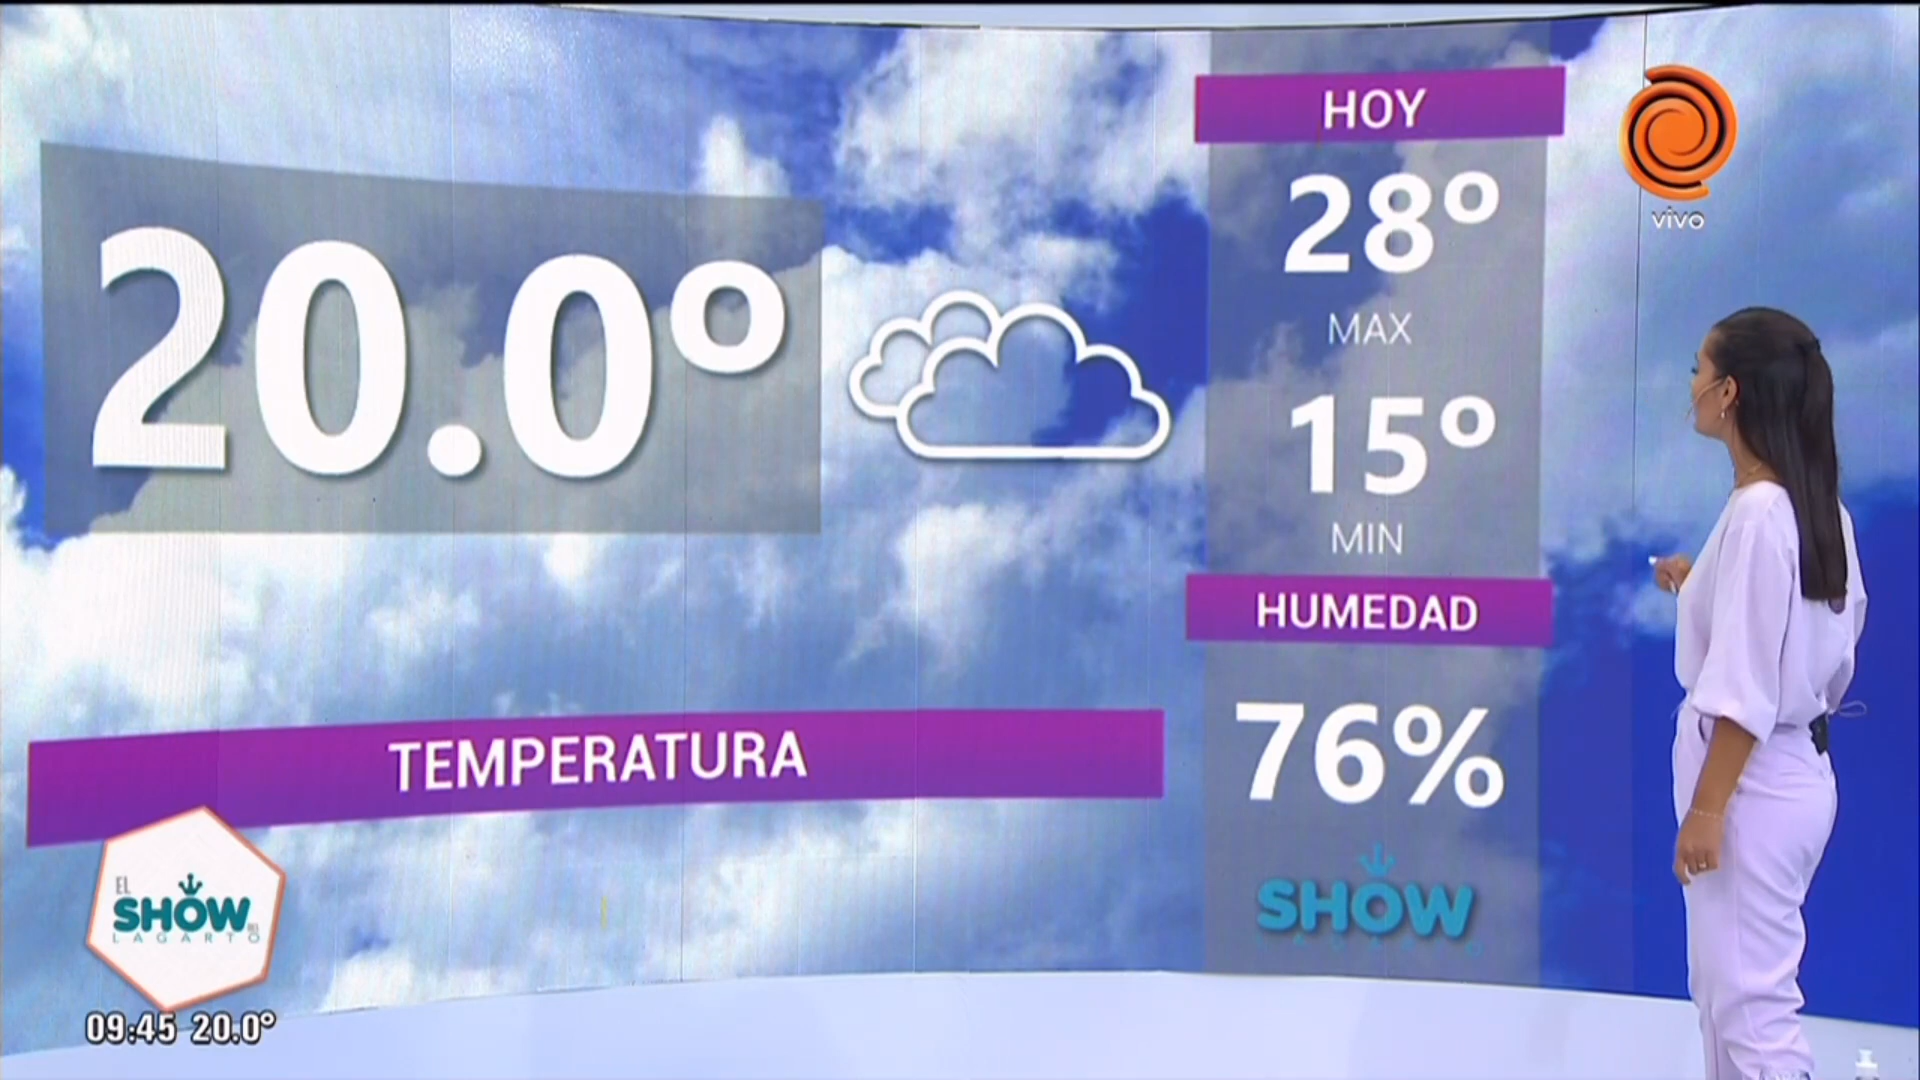 HOY
28°
MAX
15°
MIN
20.0°
HUMEDAD
76%
TEMPERATURA
SHOW
EL
SHOW
DEL
LAGARTO
09:45 20.0°
vivo